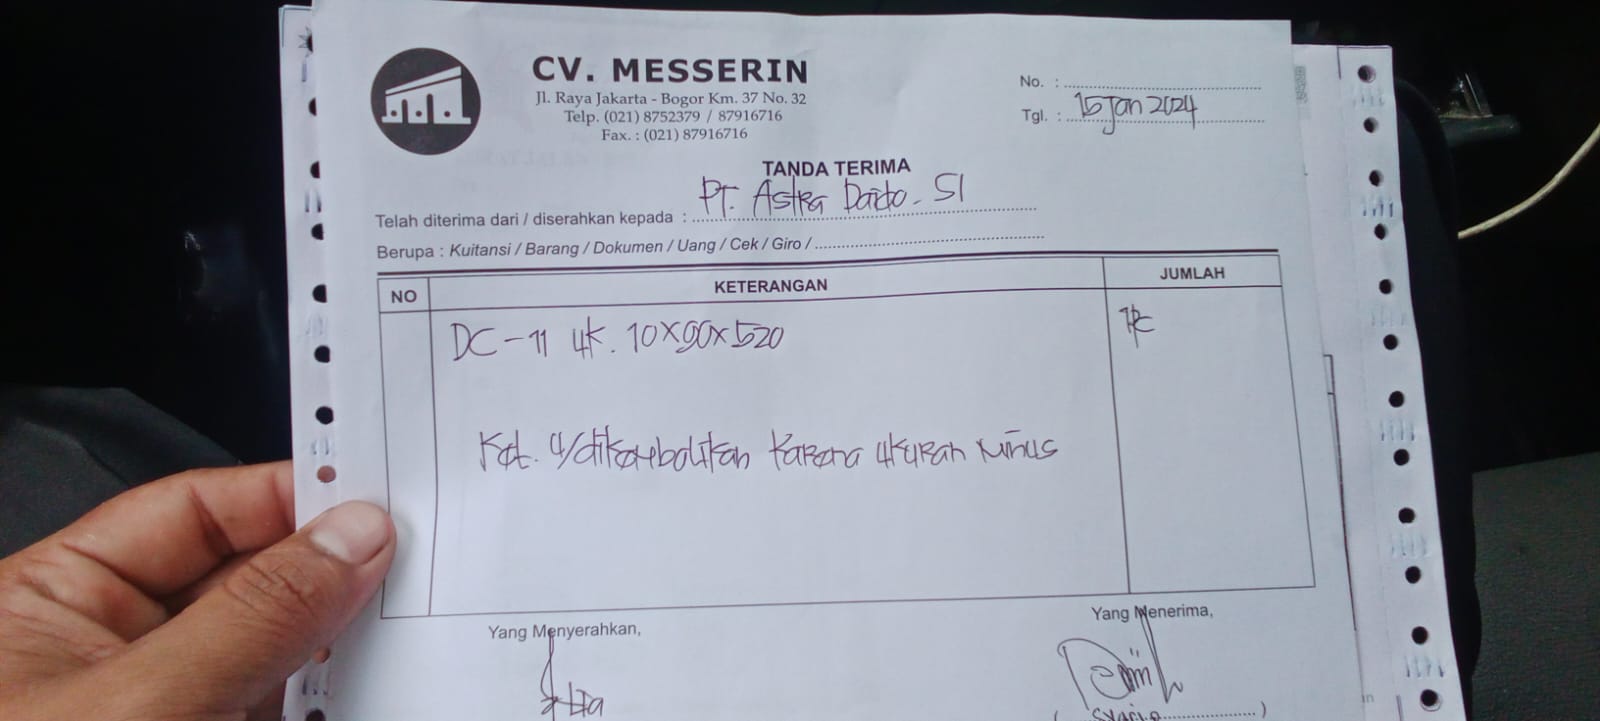 CV. MESSERIN
Jl. Raya Jakarta - Bogor Km. 37 No. 32
Telp. (021) 8752379 / 87916716
Fax. : (021) 87916716
No. :
Tgl. : 15 Jan 2024
TANDA TERIMA
Telah diterima dari / diserahkan kepada : PT. Astra Daido. SI
Berupa : Kuitansi / Barang / Dokumen / Uang / Cek / Giro /
NO KETERANGAN JUMLAH
DC-11 uk. 10x90x520 1PC
Ket. u/dikembalikan karena ukuran minus
Yang Menyerahkan, Yang Menerima,